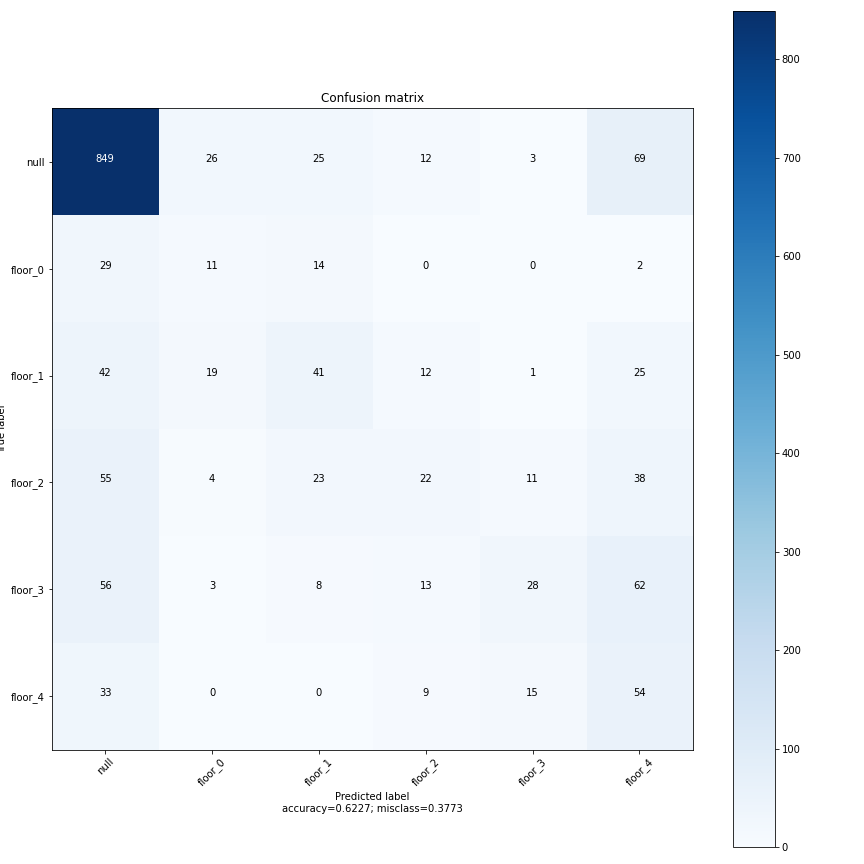 Confusion matrix
null 849 26 25 12 3 69
floor_0 29 11 14 0 0 2
floor_1 42 19 41 12 1 25
floor_2 55 4 23 22 11 38
floor_3 56 3 8 13 28 62
floor_4 33 0 0 9 15 54
null floor_0 floor_1 floor_2 floor_3 floor_4
Predicted label
accuracy=0.6227; misclass=0.3773
label
800
700
600
500
400
300
200
100
0